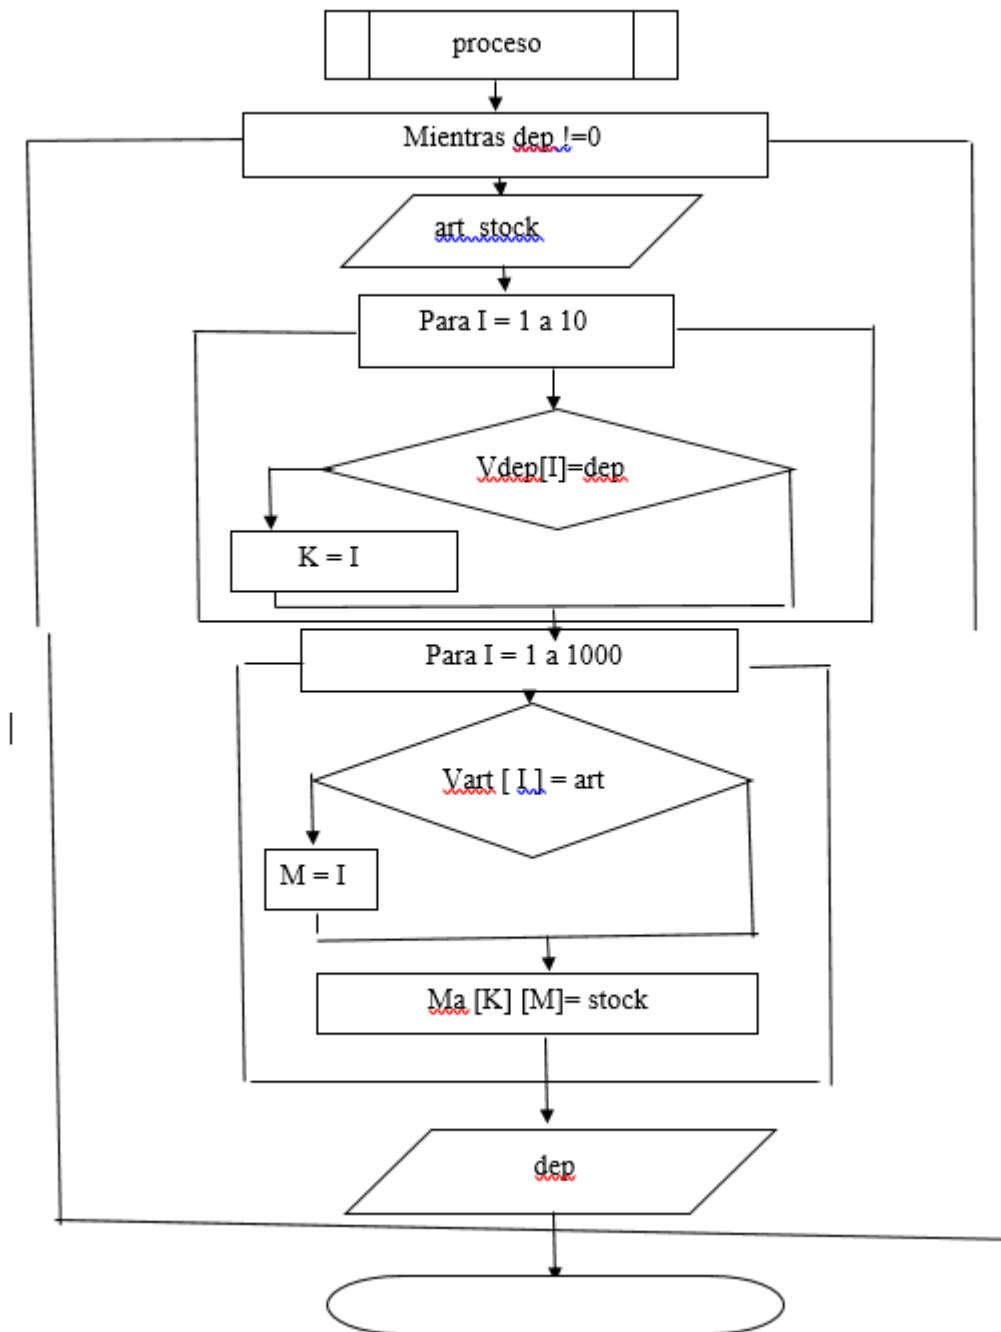 proceso
Mientras dep !=0
art stock
Para I = 1 a 10
Vdep[I]=dep
K = I
Para I = 1 a 1000
Vart [ I ] = art
M = I
Ma [K] [M]= stock
dep